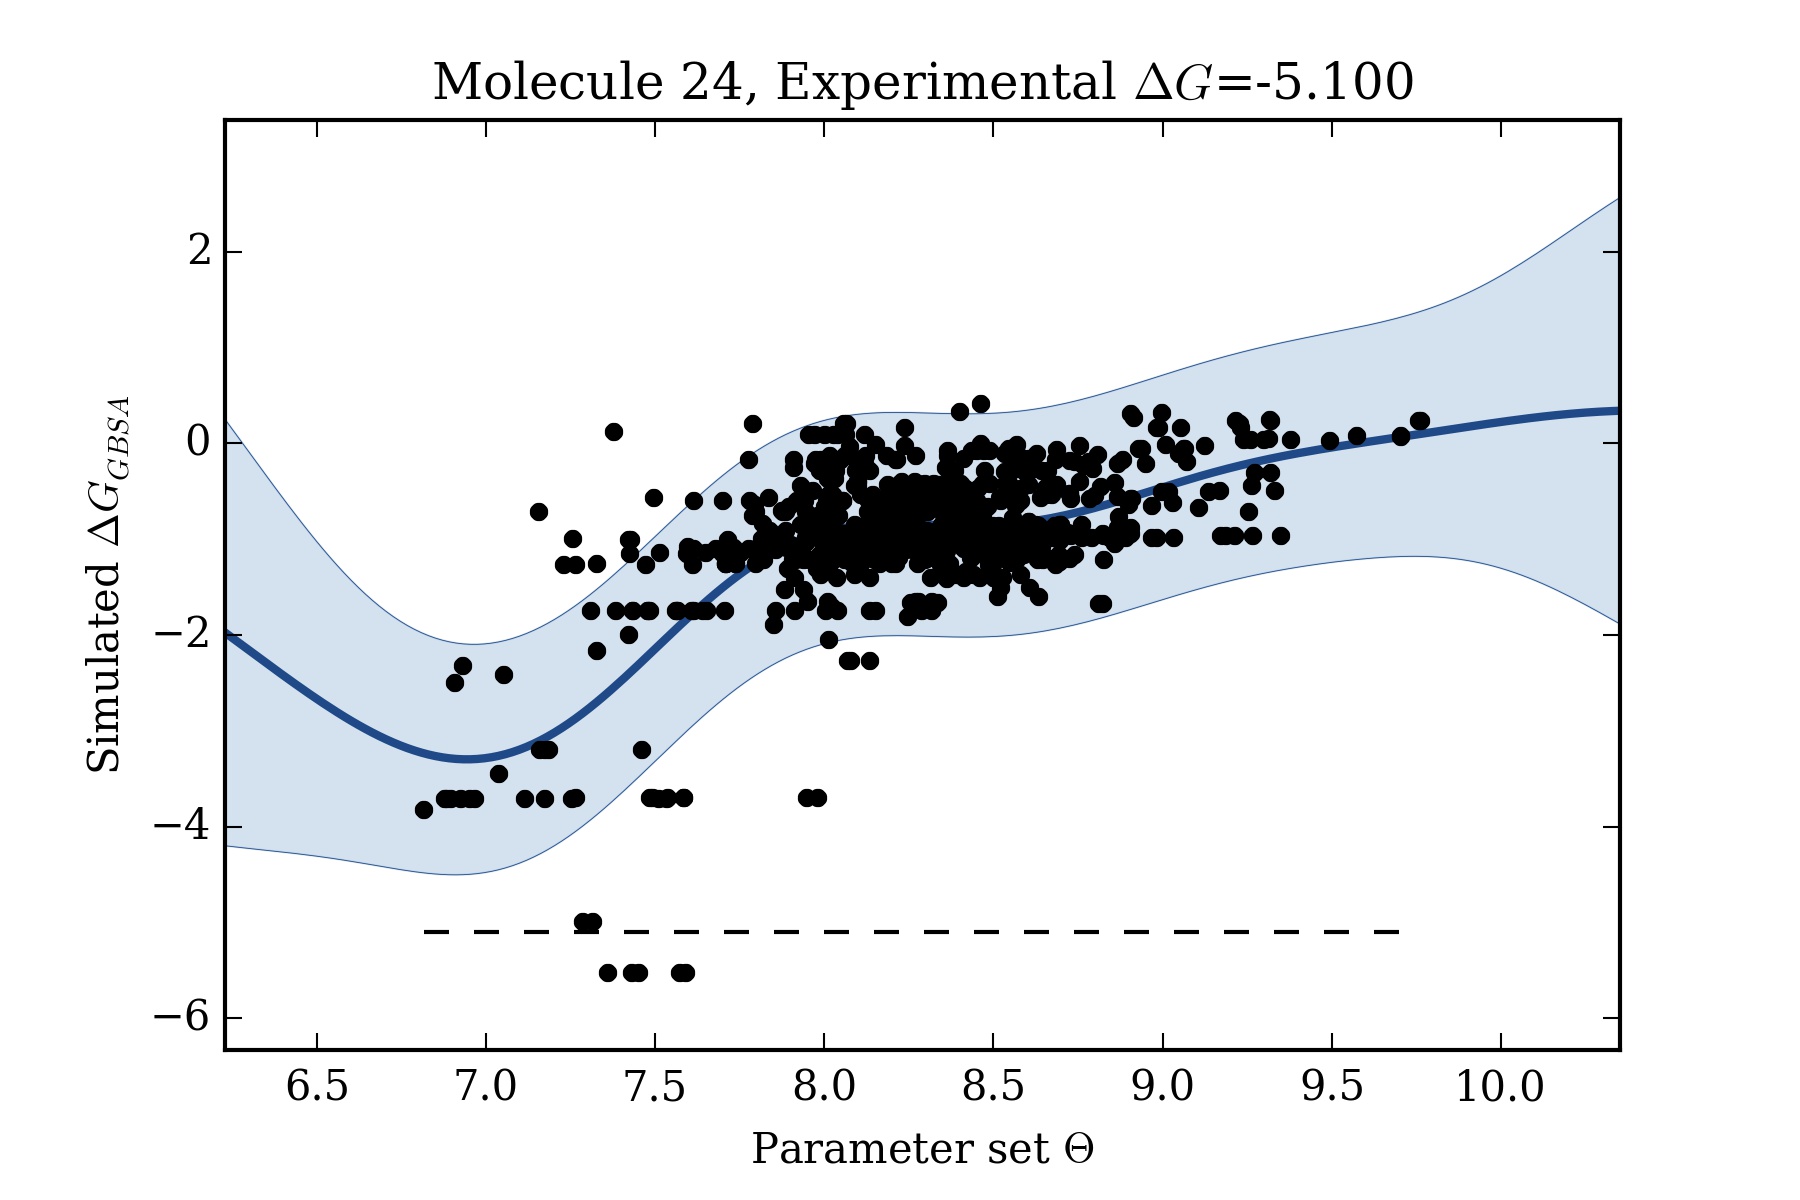 Molecule 24, Experimental ΔG=-5.100
Simulated ΔG_GBSA
2
0
−2
−4
−6
6.5 7.0 7.5 8.0 8.5 9.0 9.5 10.0
Parameter set Θ